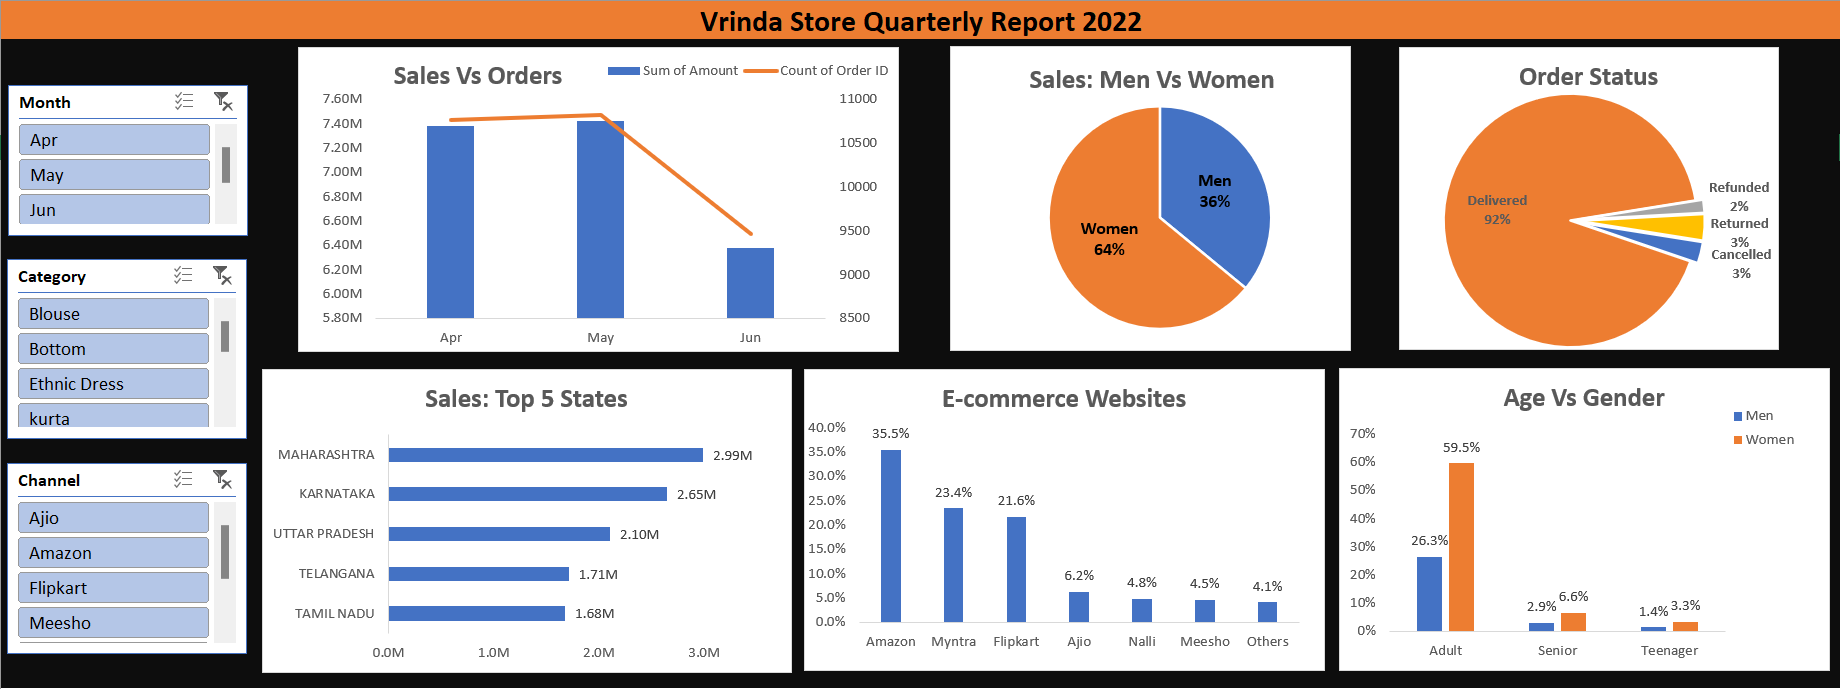 Vrinda Store Quarterly Report 2022
Month
Apr
May
Jun
Category
Blouse
Bottom
Ethnic Dress
kurta
Channel
Ajio
Amazon
Flipkart
Meesho
Sales Vs Orders
Sum of Amount
Count of Order ID
7.60M
7.40M
7.20M
7.00M
6.80M
6.60M
6.40M
6.20M
6.00M
5.80M
11000
10500
10000
9500
9000
8500
Apr
May
Jun
Sales: Men Vs Women
Men
36%
Women
64%
Order Status
Delivered
92%
Refunded
2%
Returned
3%
Cancelled
3%
Sales: Top 5 States
MAHARASHTRA
2.99M
KARNATAKA
2.65M
UTTAR PRADESH
2.10M
TELANGANA
1.71M
TAMIL NADU
1.68M
0.0M
1.0M
2.0M
3.0M
E-commerce Websites
40.0%
35.0%
30.0%
25.0%
20.0%
15.0%
10.0%
5.0%
0.0%
35.5%
23.4%
21.6%
6.2%
4.8%
4.5%
4.1%
Amazon
Myntra
Flipkart
Ajio
Nalli
Meesho
Others
Age Vs Gender
Men
Women
70%
60%
50%
40%
30%
20%
10%
0%
26.3%
59.5%
2.9%
6.6%
1.4%
3.3%
Adult
Senior
Teenager